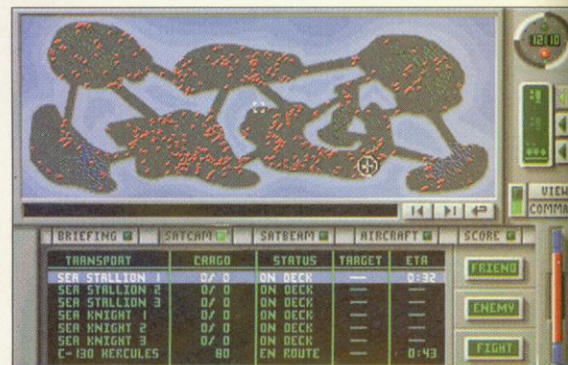 12 10
VIEW
COMMA
BRIEFING SATCAM SATBEAM AIRCRAFT SCORE
TRANSPORT CRAGO STATUS TARGET ETA
SEA STALLION 1 0/ 0 ON DECK — 0:32
SEA STALLION 2 0/ 0 ON DECK — —
SEA STALLION 3 0/ 0 ON DECK — —
SEA KNIGHT 1 0/ 0 ON DECK — —
SEA KNIGHT 2 0/ 0 ON DECK — —
SEA KNIGHT 3 0/ 0 ON DECK — —
C-130 HERCULES 80 EN ROUTE — 0:43
FRIEND
ENEMY
FIGHT